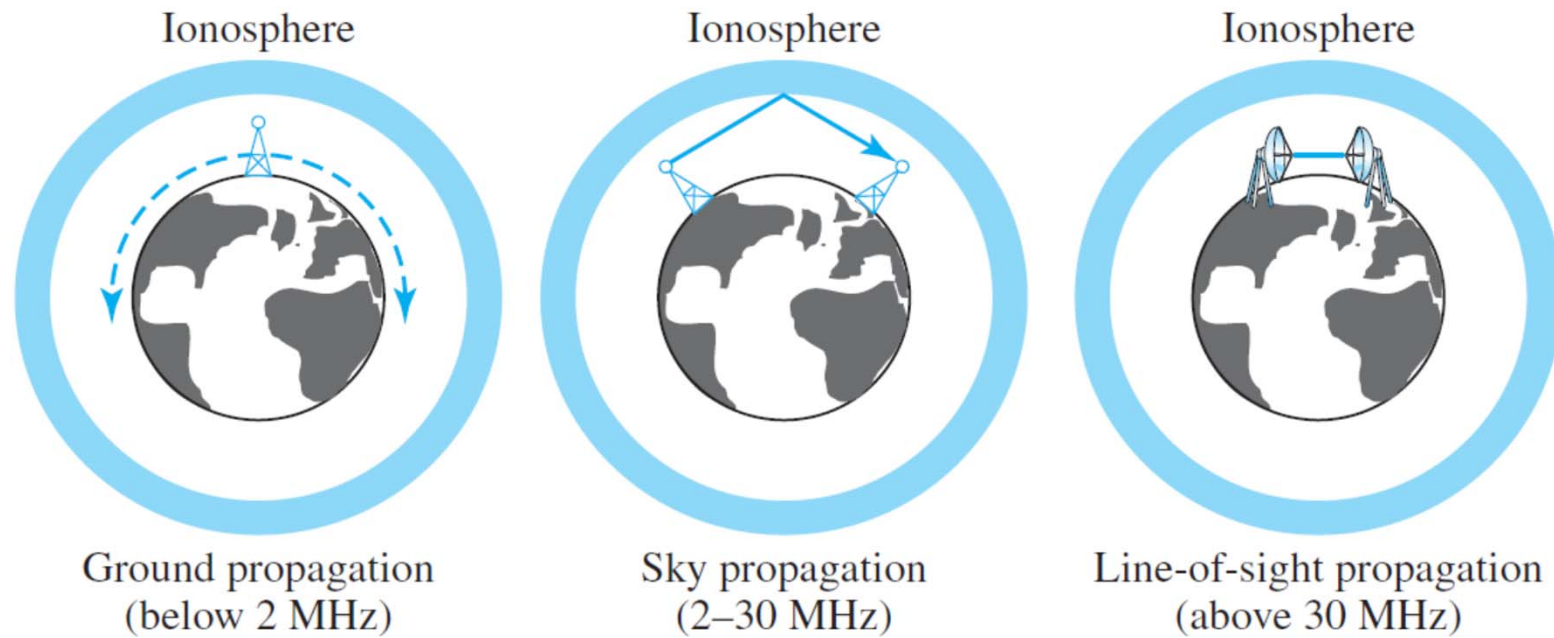 Ionosphere
Ionosphere
Ionosphere
Ground propagation
(below 2 MHz)
Sky propagation
(2–30 MHz)
Line-of-sight propagation
(above 30 MHz)